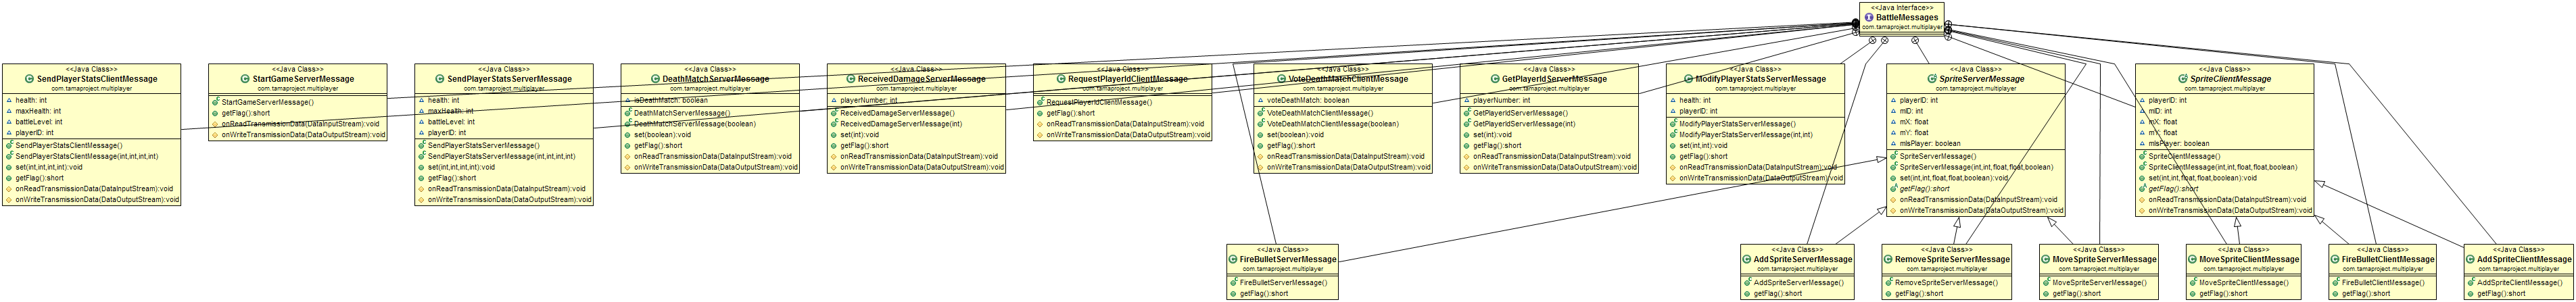 <<Java Interface>>
BattleMessages
com.tamaproject.multiplayer
<<Java Class>>
SendPlayerStatsClientMessage
com.tamaproject.multiplayer
health: int
maxHealth: int
battleLevel: int
playerID: int
SendPlayerStatsClientMessage()
SendPlayerStatsClientMessage(int,int,int,int)
set(int,int,int,int):void
getFlag():short
onReadTransmissionData(DataInputStream):void
onWriteTransmissionData(DataOutputStream):void
<<Java Class>>
StartGameServerMessage
com.tamaproject.multiplayer
StartGameServerMessage()
getFlag():short
onReadTransmissionData(DataInputStream):void
onWriteTransmissionData(DataOutputStream):void
<<Java Class>>
SendPlayerStatsServerMessage
com.tamaproject.multiplayer
health: int
maxHealth: int
battleLevel: int
playerID: int
SendPlayerStatsServerMessage()
SendPlayerStatsServerMessage(int,int,int,int)
set(int,int,int,int):void
getFlag():short
onReadTransmissionData(DataInputStream):void
onWriteTransmissionData(DataOutputStream):void
<<Java Class>>
DeathMatchServerMessage
com.tamaproject.multiplayer
isDeathMatch: boolean
DeathMatchServerMessage()
DeathMatchServerMessage(boolean)
set(boolean):void
getFlag():short
onReadTransmissionData(DataInputStream):void
onWriteTransmissionData(DataOutputStream):void
<<Java Class>>
ReceivedDamageServerMessage
com.tamaproject.multiplayer
playerNumber: int
ReceivedDamageServerMessage()
ReceivedDamageServerMessage(int)
set(int):void
getFlag():short
onReadTransmissionData(DataInputStream):void
onWriteTransmissionData(DataOutputStream):void
<<Java Class>>
RequestPlayerIdClientMessage
com.tamaproject.multiplayer
RequestPlayerIdClientMessage()
getFlag():short
onReadTransmissionData(DataInputStream):void
onWriteTransmissionData(DataOutputStream):void
<<Java Class>>
VoteDeathMatchClientMessage
com.tamaproject.multiplayer
voteDeathMatch: boolean
VoteDeathMatchClientMessage()
VoteDeathMatchClientMessage(boolean)
set(boolean):void
getFlag():short
onReadTransmissionData(DataInputStream):void
onWriteTransmissionData(DataOutputStream):void
<<Java Class>>
GetPlayerIdServerMessage
com.tamaproject.multiplayer
playerNumber: int
GetPlayerIdServerMessage()
GetPlayerIdServerMessage(int)
set(int):void
getFlag():short
onReadTransmissionData(DataInputStream):void
onWriteTransmissionData(DataOutputStream):void
<<Java Class>>
ModifyPlayerStatsServerMessage
com.tamaproject.multiplayer
health: int
playerID: int
ModifyPlayerStatsServerMessage()
ModifyPlayerStatsServerMessage(int,int)
set(int,int):void
getFlag():short
onReadTransmissionData(DataInputStream):void
onWriteTransmissionData(DataOutputStream):void
<<Java Class>>
SpriteServerMessage
com.tamaproject.multiplayer
playerID: int
mID: int
mX: float
mY: float
mIsPlayer: boolean
SpriteServerMessage()
SpriteServerMessage(int,int,float,float,boolean)
set(int,int,float,float,boolean):void
getFlag():short
onReadTransmissionData(DataInputStream):void
onWriteTransmissionData(DataOutputStream):void
<<Java Class>>
SpriteClientMessage
com.tamaproject.multiplayer
playerID: int
mID: int
mX: float
mY: float
mIsPlayer: boolean
SpriteClientMessage()
SpriteClientMessage(int,int,float,float,boolean)
set(int,int,float,float,boolean):void
getFlag():short
onReadTransmissionData(DataInputStream):void
onWriteTransmissionData(DataOutputStream):void
<<Java Class>>
FireBulletServerMessage
com.tamaproject.multiplayer
FireBulletServerMessage()
getFlag():short
<<Java Class>>
AddSpriteServerMessage
com.tamaproject.multiplayer
AddSpriteServerMessage()
getFlag():short
<<Java Class>>
RemoveSpriteServerMessage
com.tamaproject.multiplayer
RemoveSpriteServerMessage()
getFlag():short
<<Java Class>>
MoveSpriteServerMessage
com.tamaproject.multiplayer
MoveSpriteServerMessage()
getFlag():short
<<Java Class>>
MoveSpriteClientMessage
com.tamaproject.multiplayer
MoveSpriteClientMessage()
getFlag():short
<<Java Class>>
FireBulletClientMessage
com.tamaproject.multiplayer
FireBulletClientMessage()
getFlag():short
<<Java Class>>
AddSpriteClientMessage
com.tamaproject.multiplayer
AddSpriteClientMessage()
getFlag():short